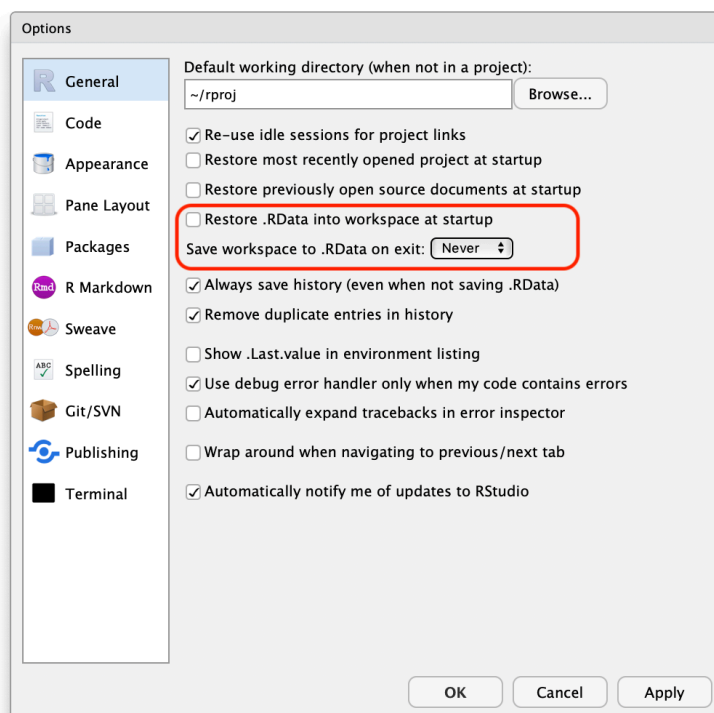 Options
General
Code
Appearance
Pane Layout
Packages
Rmd R Markdown
Rnw Sweave
ABC Spelling
Git/SVN
Publishing
Terminal
Default working directory (when not in a project):
~/rproj Browse...
Re-use idle sessions for project links
Restore most recently opened project at startup
Restore previously open source documents at startup
Restore .RData into workspace at startup
Save workspace to .RData on exit: Never
Always save history (even when not saving .RData)
Remove duplicate entries in history
Show .Last.value in environment listing
Use debug error handler only when my code contains errors
Automatically expand tracebacks in error inspector
Wrap around when navigating to previous/next tab
Automatically notify me of updates to RStudio
OK Cancel Apply